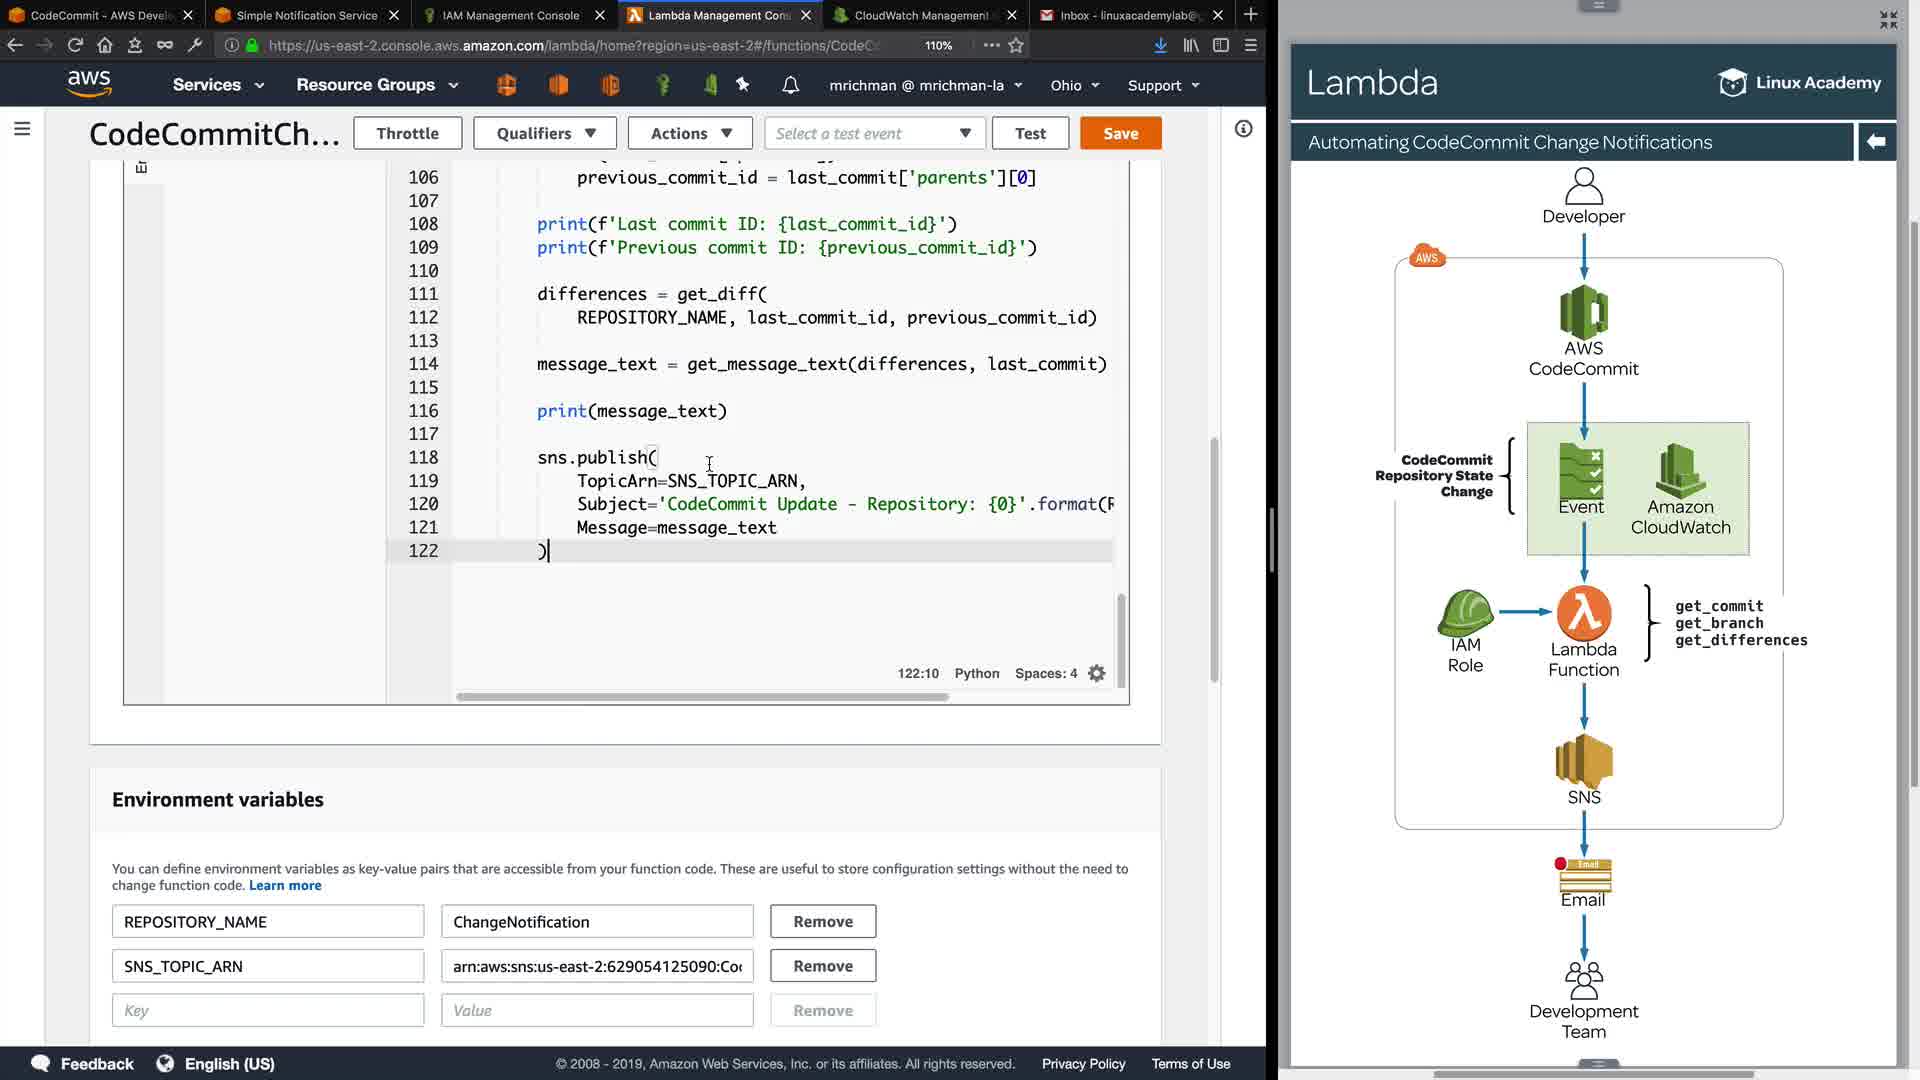 CodeCommit - AWS Devel
Simple Notification Service
IAM Management Console
Lambda Management Cons
CloudWatch Management
Inbox - linuxacademylab@
https://us-east-2.console.aws.amazon.com/lambda/home?region=us-east-2#/functions/CodeCo
110%
aws
Services
Resource Groups
mrichman @ mrichman-la
Ohio
Support
CodeCommitCh...
Throttle
Qualifiers
Actions
Select a test event
Test
Save
106 previous_commit_id = last_commit['parents'][0]
107
108 print(f'Last commit ID: {last_commit_id}')
109 print(f'Previous commit ID: {previous_commit_id}')
110
111 differences = get_diff(
112 REPOSITORY_NAME, last_commit_id, previous_commit_id)
113
114 message_text = get_message_text(differences, last_commit)
115
116 print(message_text)
117
118 sns.publish(
119 TopicArn=SNS_TOPIC_ARN,
120 Subject='CodeCommit Update - Repository: {0}'.format(R
121 Message=message_text
122 )
122:10 Python Spaces: 4
Environment variables
You can define environment variables as key-value pairs that are accessible from your function code. These are useful to store configuration settings without the need to
change function code. Learn more
REPOSITORY_NAME
ChangeNotification
Remove
SNS_TOPIC_ARN
arn:aws:sns:us-east-2:629054125090:Co
Remove
Key
Value
Remove
Feedback
English (US)
© 2008 - 2019, Amazon Web Services, Inc. or its affiliates. All rights reserved.
Privacy Policy
Terms of Use
Lambda
Linux Academy
Automating CodeCommit Change Notifications
Developer
AWS
AWS
CodeCommit
CodeCommit
Repository State
Change
Event
Amazon
CloudWatch
IAM
Role
Lambda
Function
get_commit
get_branch
get_differences
SNS
Email
Email
Development
Team